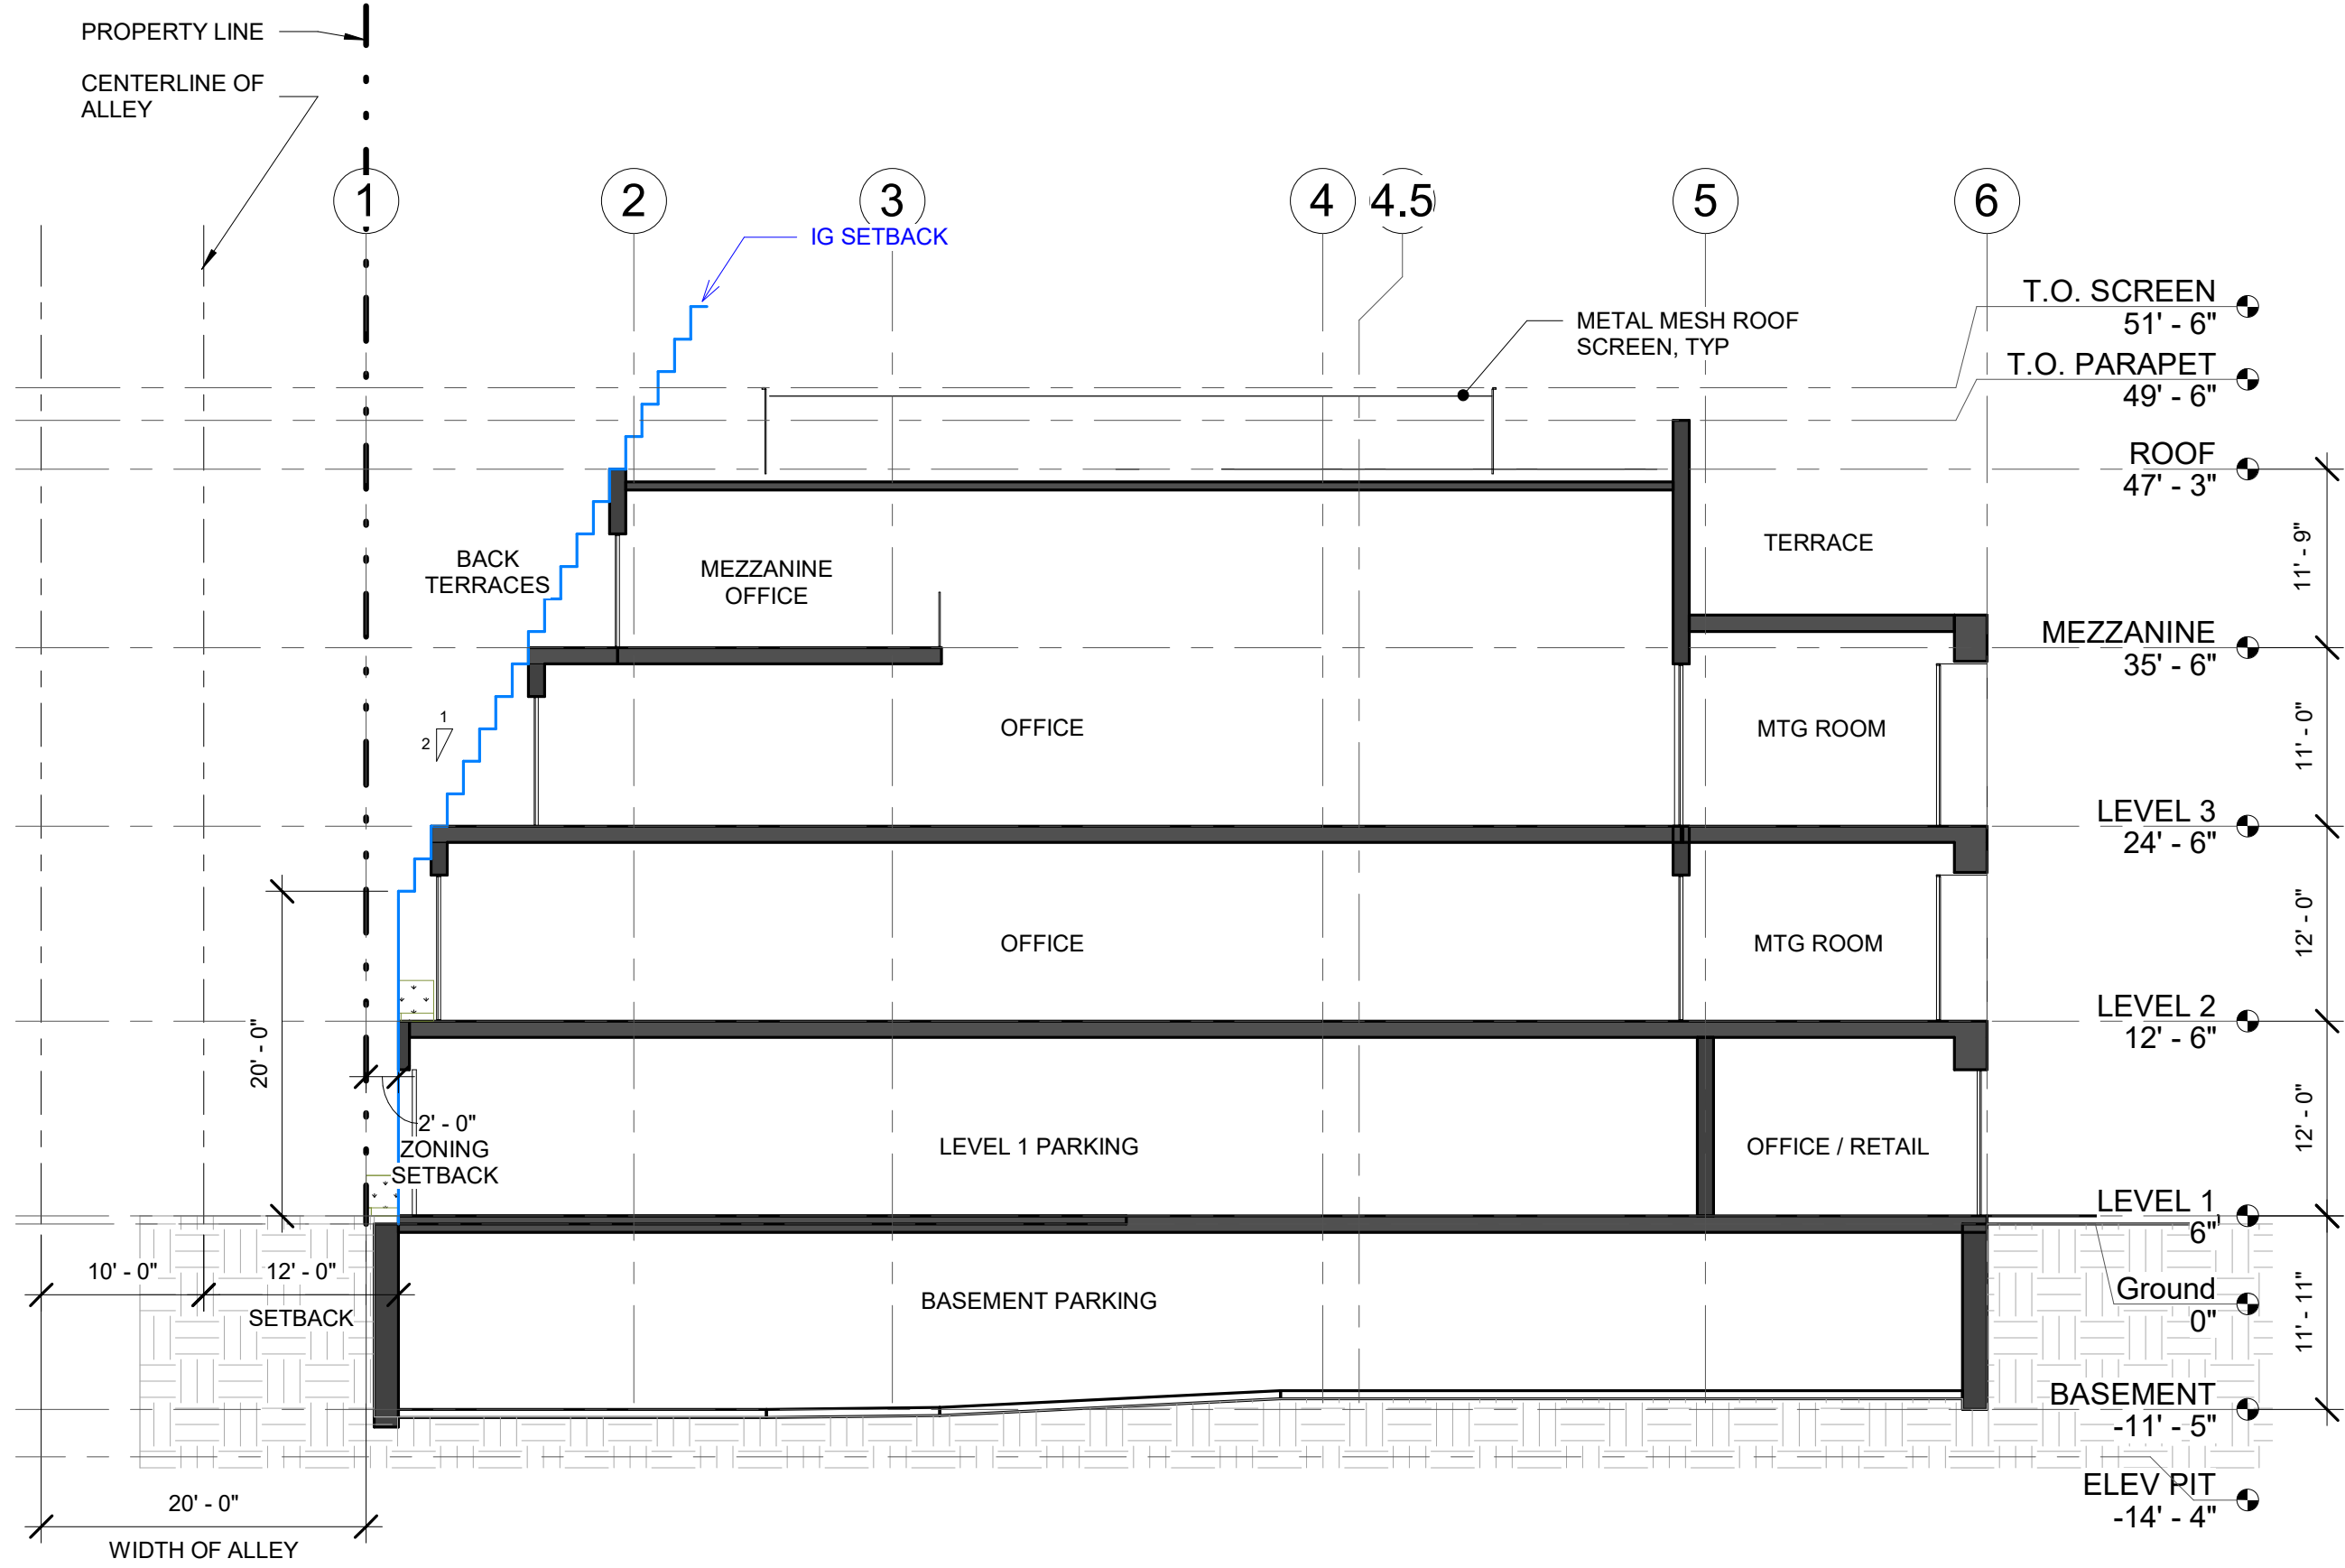 PROPERTY LINE
CENTERLINE OF
ALLEY
1
2
3
4
4.5
5
6
IG SETBACK
METAL MESH ROOF
SCREEN, TYP
T.O. SCREEN
51' - 6"
T.O. PARAPET
49' - 6"
ROOF
47' - 3"
11' - 9"
BACK
TERRACES
MEZZANINE
OFFICE
TERRACE
MEZZANINE
35' - 6"
1
2
OFFICE
MTG ROOM
11' - 0"
LEVEL 3
24' - 6"
OFFICE
MTG ROOM
12' - 0"
LEVEL 2
12' - 6"
20' - 0"
2' - 0"
ZONING
SETBACK
LEVEL 1 PARKING
OFFICE / RETAIL
12' - 0"
LEVEL 1
6"
10' - 0"
12' - 0"
SETBACK
BASEMENT PARKING
Ground
0"
11' - 11"
BASEMENT
-11' - 5"
ELEV PIT
-14' - 4"
20' - 0"
WIDTH OF ALLEY